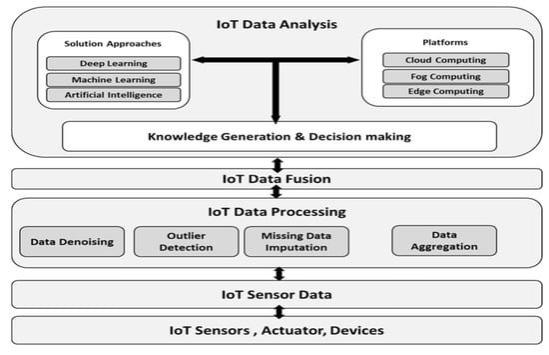 IoT Data Analysis
Solution Approaches
Deep Learning
Machine Learning
Artificial Intelligence
Platforms
Cloud Computing
Fog Computing
Edge Computing
Knowledge Generation & Decision making
IoT Data Fusion
IoT Data Processing
Data Denoising
Outlier
Detection
Missing Data
Imputation
Data
Aggregation
IoT Sensor Data
IoT Sensors , Actuator, Devices